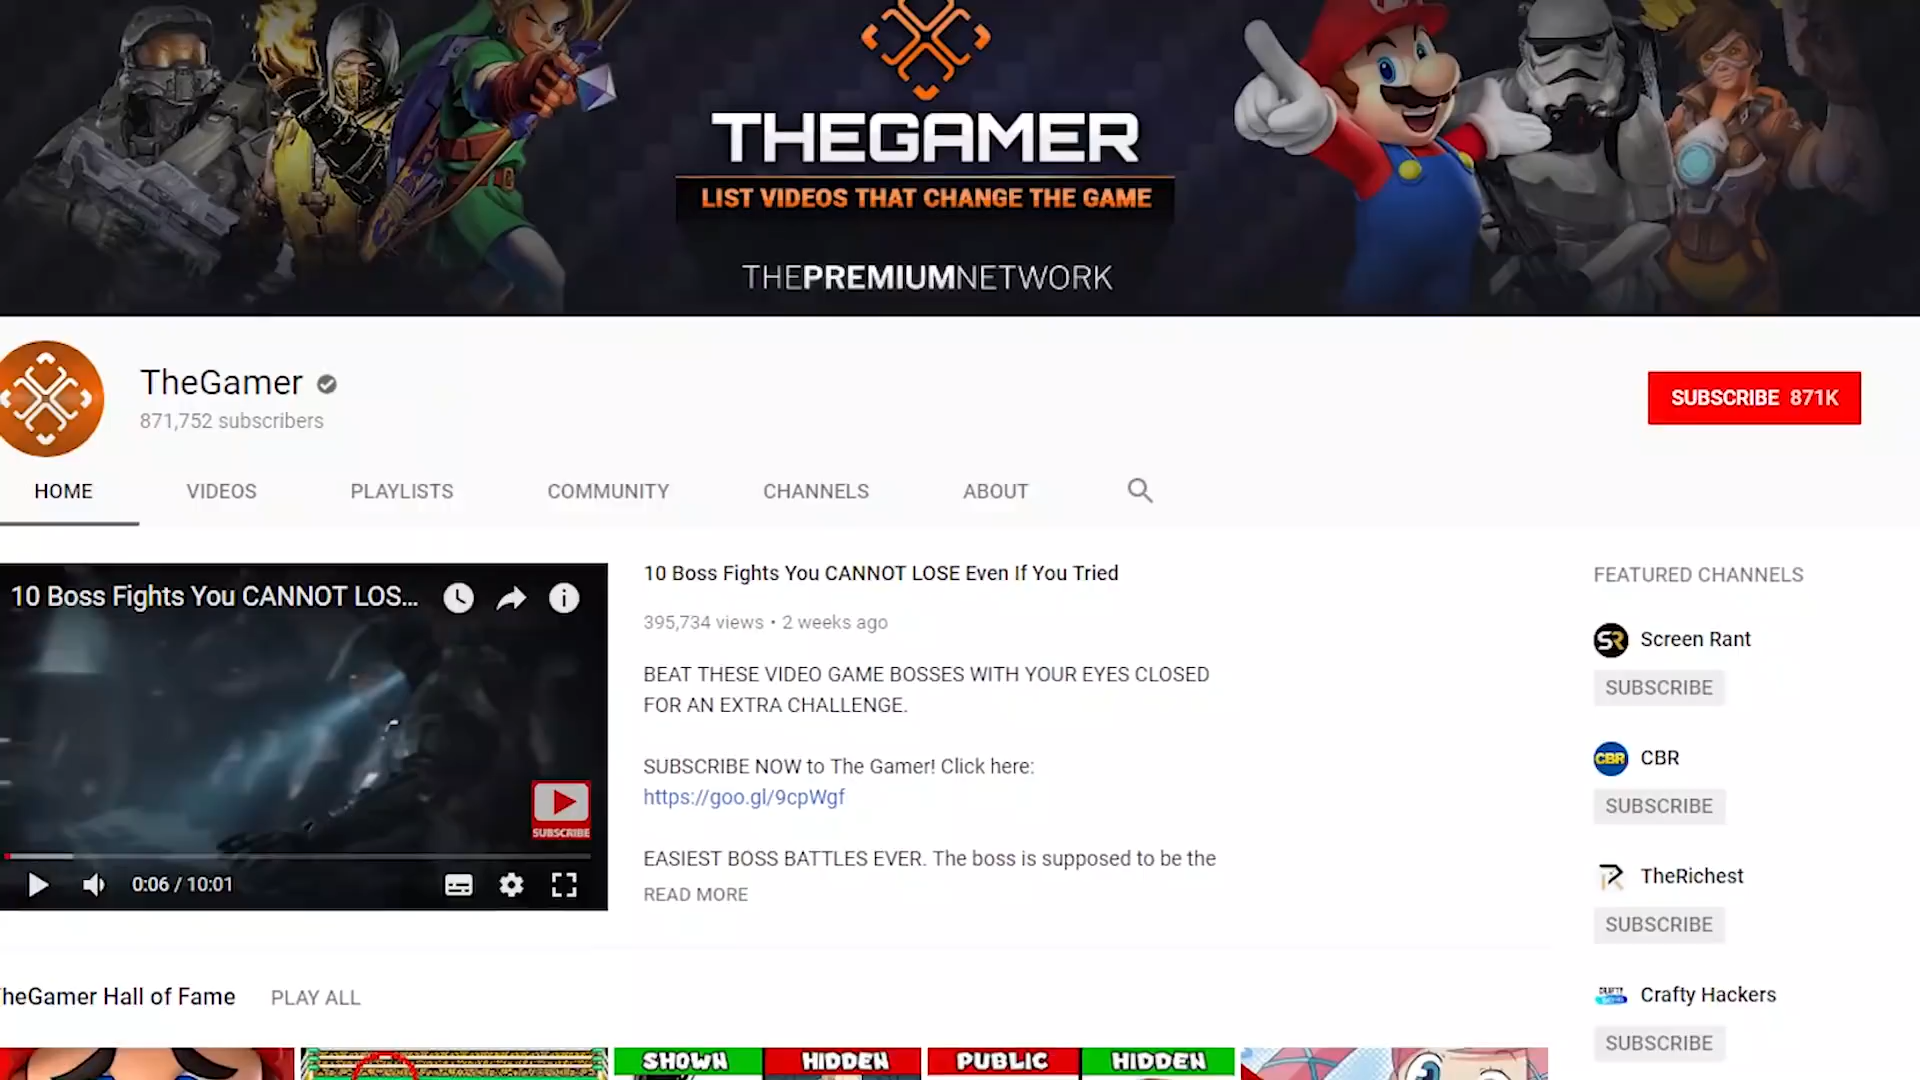 THEGAMER
LIST VIDEOS THAT CHANGE THE GAME
THEPREMIUMNETWORK
TheGamer
871,752 subscribers
SUBSCRIBE 871K
HOME VIDEOS PLAYLISTS COMMUNITY CHANNELS ABOUT
10 Boss Fights You CANNOT LOS...
SUBSCRIBE
0:06 / 10:01
10 Boss Fights You CANNOT LOSE Even If You Tried
395,734 views • 2 weeks ago
BEAT THESE VIDEO GAME BOSSES WITH YOUR EYES CLOSED
FOR AN EXTRA CHALLENGE.
SUBSCRIBE NOW to The Gamer! Click here:
https://goo.gl/9cpWgf
EASIEST BOSS BATTLES EVER. The boss is supposed to be the
READ MORE
FEATURED CHANNELS
SR Screen Rant
SUBSCRIBE
CBR CBR
SUBSCRIBE
TheRichest
SUBSCRIBE
Crafty Hackers
SUBSCRIBE
heGamer Hall of Fame PLAY ALL
SHOWN HIDDEN PUBLIC HIDDEN